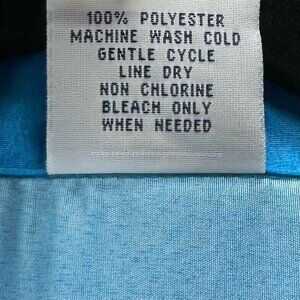 100% POLYESTER
MACHINE WASH COLD
GENTLE CYCLE
LINE DRY
NON CHLORINE
BLEACH ONLY
WHEN NEEDED